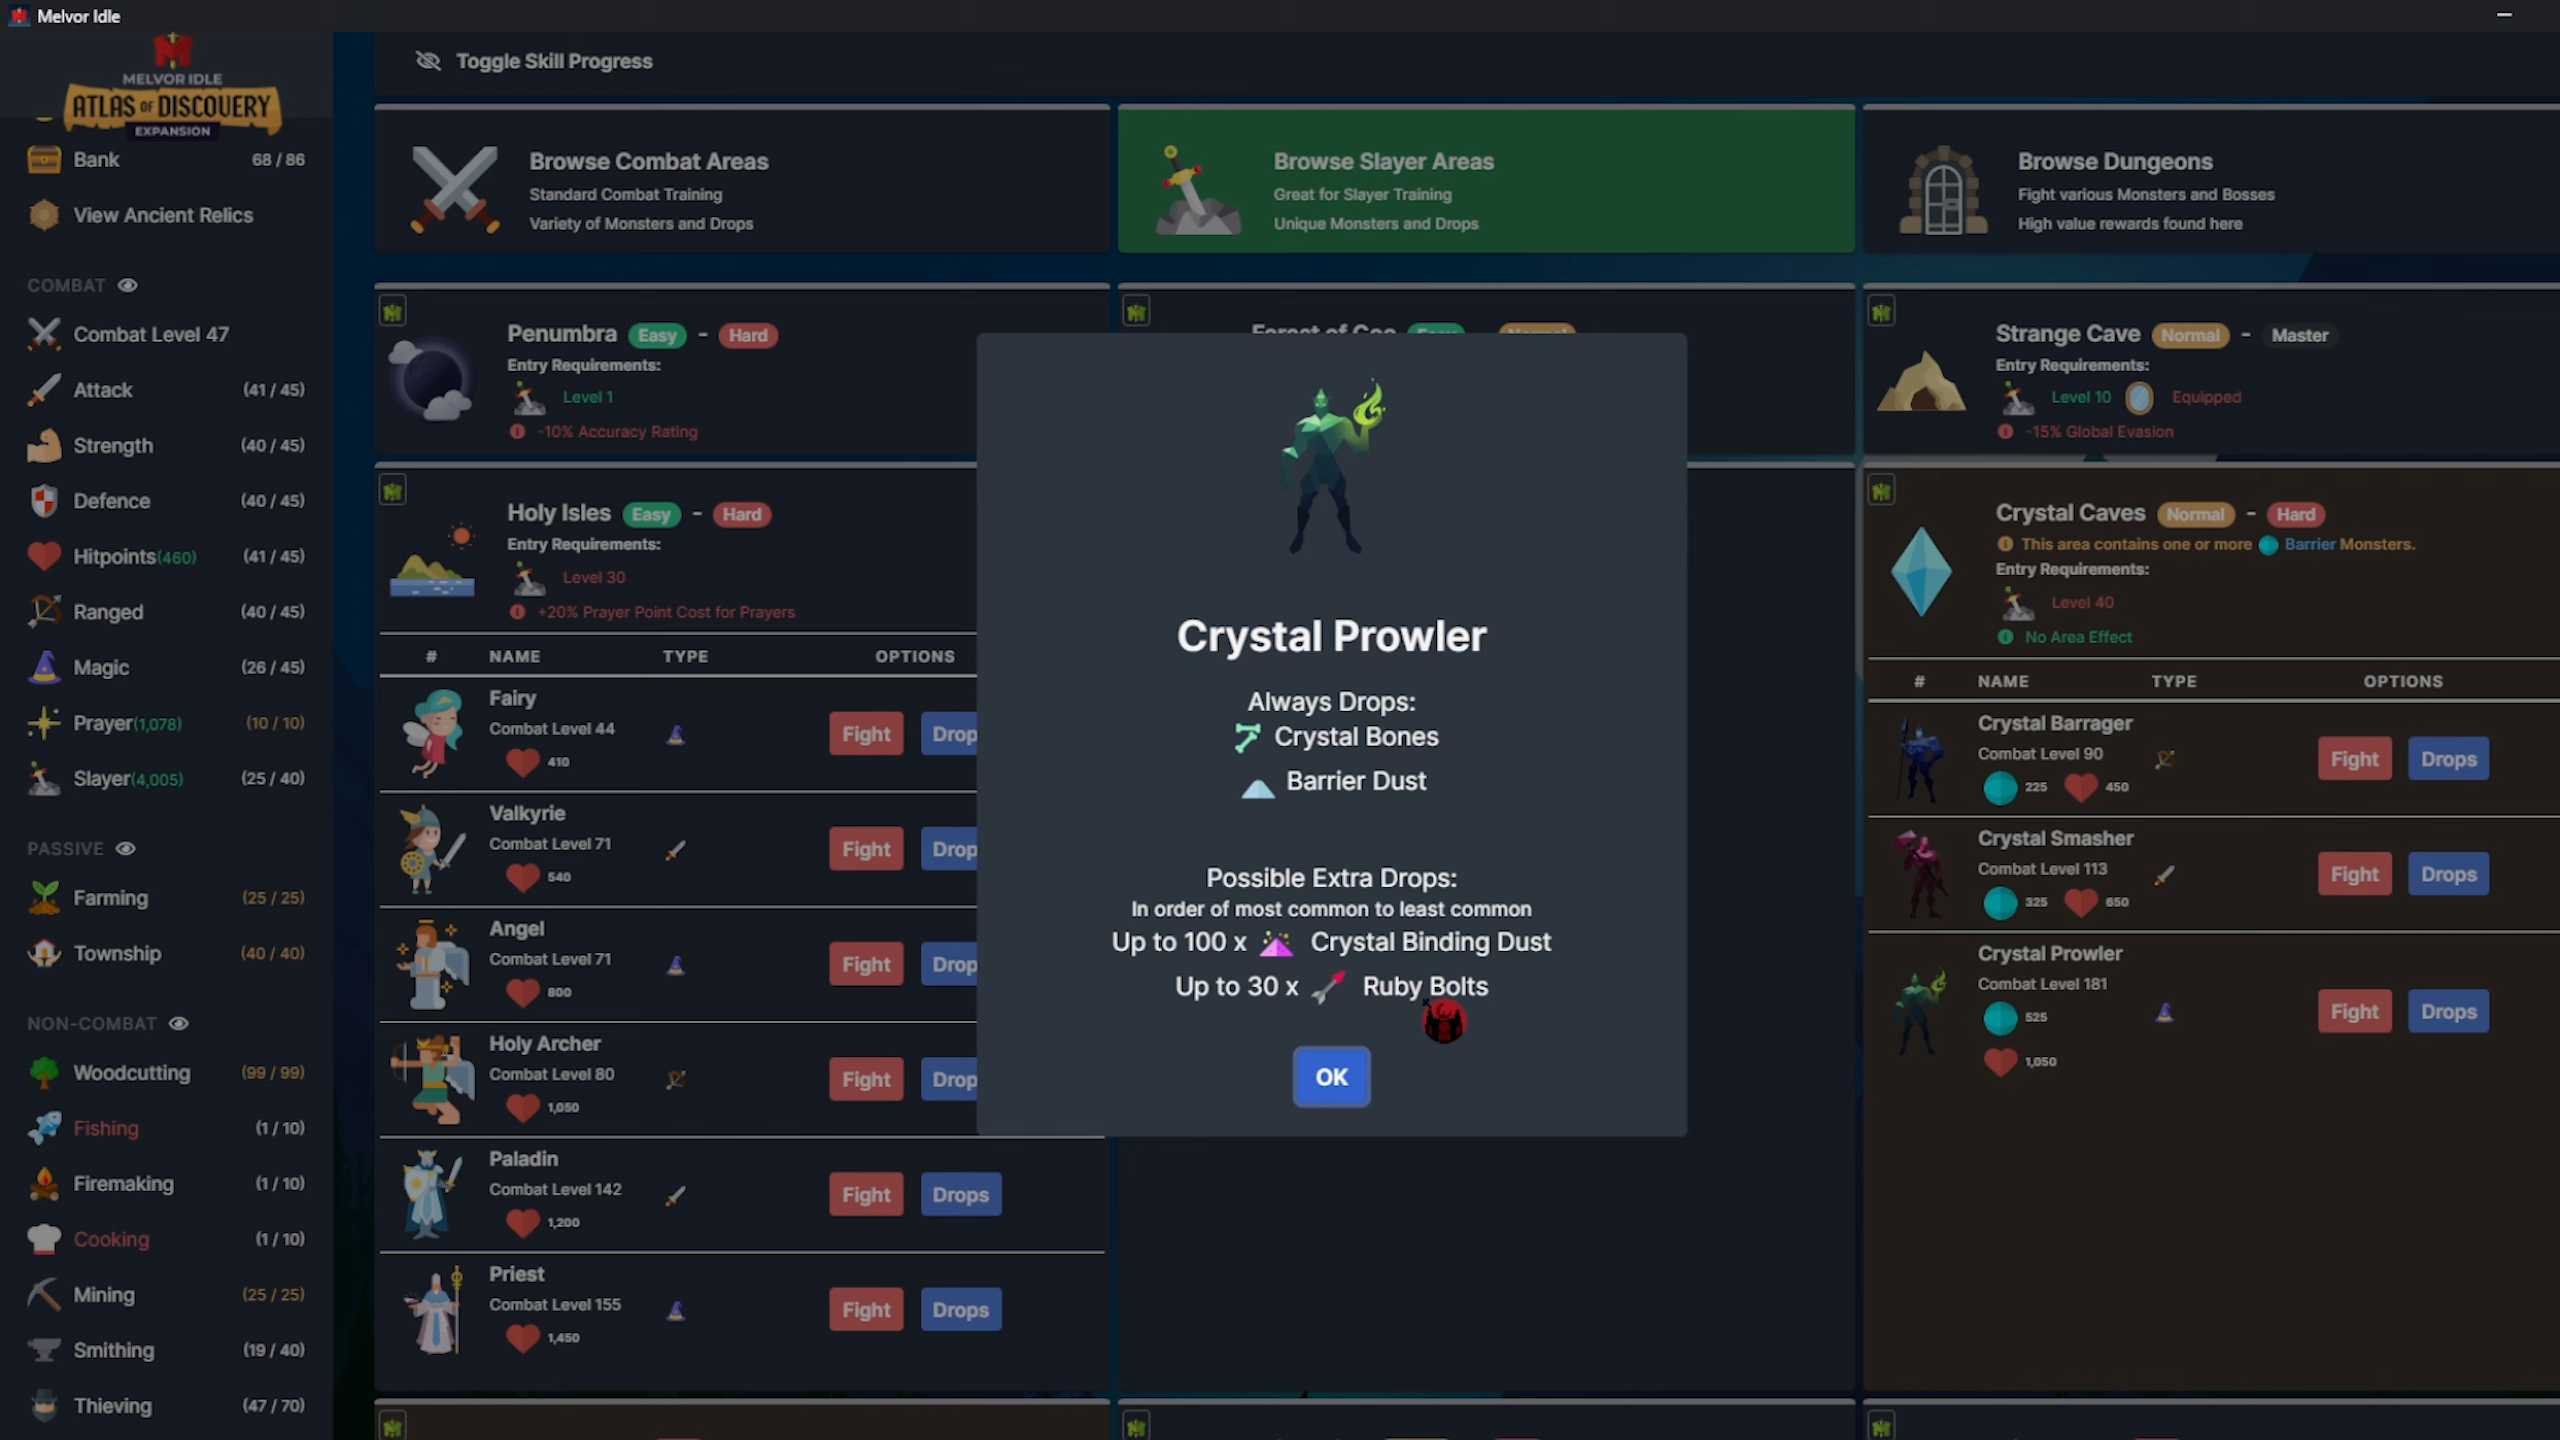 Melvor Idle
MELVOR IDLE
ATLAS OF DISCOVERY
EXPANSION
Bank 68 / 86
View Ancient Relics
COMBAT
Combat Level 47
Attack (41 / 45)
Strength (40 / 45)
Defence (40 / 45)
Hitpoints(460) (41 / 45)
Ranged (40 / 45)
Magic (26 / 45)
Prayer(1,078) (10 / 10)
Slayer(4,005) (25 / 40)
PASSIVE
Farming (25 / 25)
Township (40 / 40)
NON-COMBAT
Woodcutting (99 / 99)
Fishing (1 / 10)
Firemaking (1 / 10)
Cooking (1 / 10)
Mining (25 / 25)
Smithing (19 / 40)
Thieving (47 / 70)
Toggle Skill Progress
Browse Combat Areas
Standard Combat Training
Variety of Monsters and Drops
Browse Slayer Areas
Great for Slayer Training
Unique Monsters and Drops
Browse Dungeons
Fight various Monsters and Bosses
High value rewards found here
Penumbra Easy - Hard
Entry Requirements:
Level 1
-10% Accuracy Rating
Strange Cave Normal - Master
Entry Requirements:
Level 10 Equipped
-15% Global Evasion
Holy Isles Easy - Hard
Entry Requirements:
Level 30
+20% Prayer Point Cost for Prayers
# NAME TYPE OPTIONS
Fairy
Combat Level 44
410
Fight Drop
Valkyrie
Combat Level 71
540
Fight Drop
Angel
Combat Level 71
800
Fight Drop
Holy Archer
Combat Level 80
1,050
Fight Drop
Paladin
Combat Level 142
1,200
Fight Drops
Priest
Combat Level 155
1,450
Fight Drops
Crystal Prowler
Always Drops:
Crystal Bones
Barrier Dust
Possible Extra Drops:
In order of most common to least common
Up to 100 x Crystal Binding Dust
Up to 30 x Ruby Bolts
OK
Crystal Caves Normal - Hard
This area contains one or more Barrier Monsters.
Entry Requirements:
Level 40
No Area Effect
# NAME TYPE OPTIONS
Crystal Barrager
Combat Level 90
225 450
Fight Drops
Crystal Smasher
Combat Level 113
325 650
Fight Drops
Crystal Prowler
Combat Level 181
525
1,050
Fight Drops